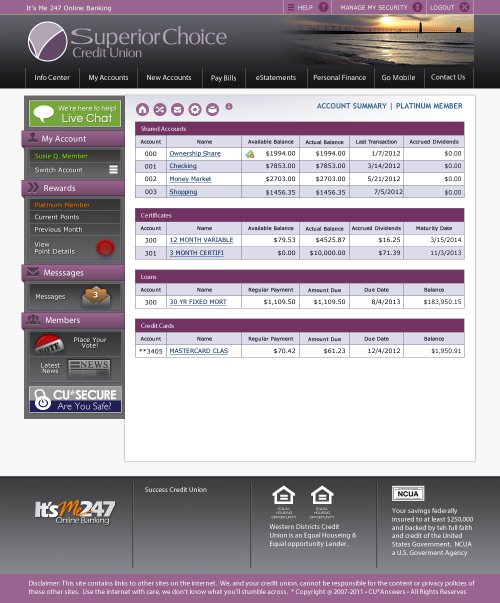 It's Me 247 Online Banking
HELP ?
MANAGE MY SECURITY
LOGOUT X
SuperiorChoice
Credit Union
Info Center
My Accounts
New Accounts
Pay Bills
eStatements
Personal Finance
Go Mobile
Contact Us
We're here to help!
Live Chat
My Account
Susie Q. Member
Switch Account
Rewards
Platinum Member
Current Points
Previous Month
View
Point Details
Messsages
Messages 3
Members
VOTE
Place Your
Vote!
Latest
News
NEWS
CU*SECURE
Are You Safe?
ACCOUNT SUMMARY | PLATINUM MEMBER
Shared Accounts
Account Name Available Balance Actual Balance Last Transaction Accrued Dividends
000 Ownership Share $1994.00 $1994.00 1/7/2012 $0.00
001 Checking $7853.00 $7853.00 3/14/2012 $0.00
002 Money Market $2703.00 $2703.00 5/21/2012 $0.00
003 Shopping $1456.35 $1456.35 7/5/2012 $0.00
Certificates
Account Name Available Balance Actual Balance Accrued Dividends Maturity Date
300 12 MONTH VARIABLE $79.53 $4525.87 $16.25 3/15/2014
301 3 MONTH CERTIFI $0.00 $10,000.00 $71.39 11/3/2013
Loans
Account Name Regular Payment Amount Due Due Date Balance
300 30 YR FIXED MORT $1,109.50 $1,109.50 8/4/2013 $183,950.15
Credit Cards
Account Name Regular Payment Amount Due Due Date Balance
**3405 MASTERCARD CLAS $70.42 $61.23 12/4/2012 $1,950.91
It's Me 247
Online Banking
Success Credit Union
EQUAL HOUSING
OPPORTUNITY
EQUAL HOUSING
OPPORTUNITY
Western Districts Credit
Union is an Equal Houseing &
Equal opportunity Lender.
NCUA
Your savings federally
insured to at least $250,000
and backed by teh full faith
and credit of the United
States Government. NCUA
a U.S. Goverment Agency
Disclaimer: This site contains links to other sites on the internet. We, and your credit union, cannot be responsible for the content or privacy policies of
these other sites. Use the internet with care, we don't know what you'll stumble across. * Copyright @ 2007-2011 • CU*Answers • All Rights Reserves